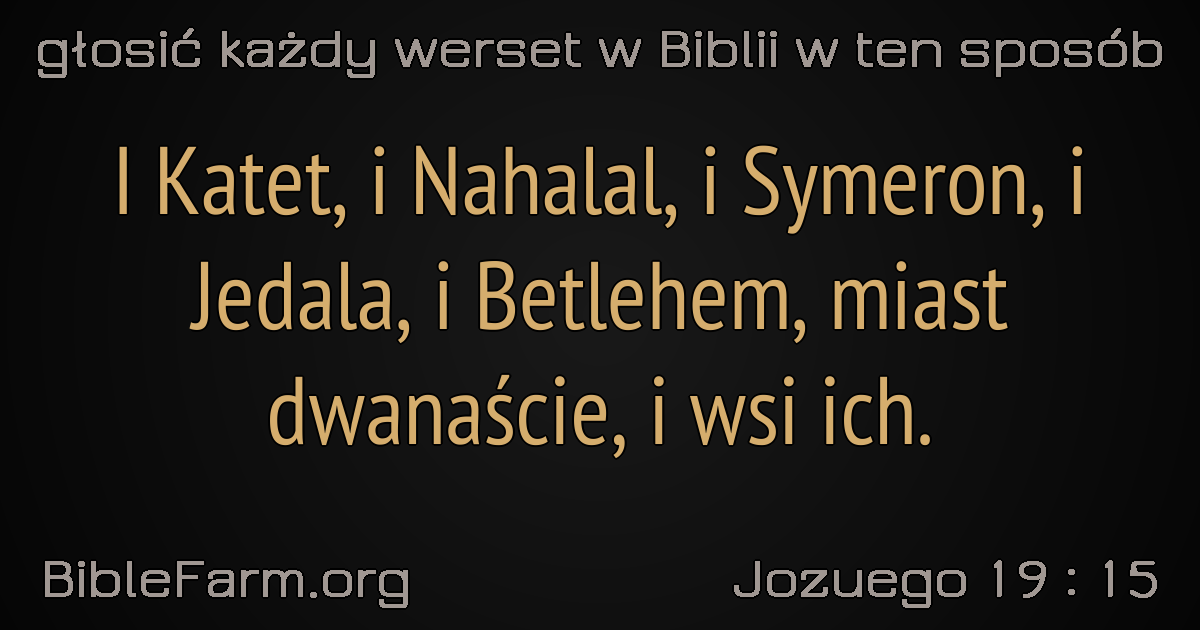 głosić każdy werset w Biblii w ten sposób
I Katet, i Nahalal, i Symeron, i
Jedala, i Betlehem, miast
dwanaście, i wsi ich.
BibleFarm.org
Jozuego 19 : 15